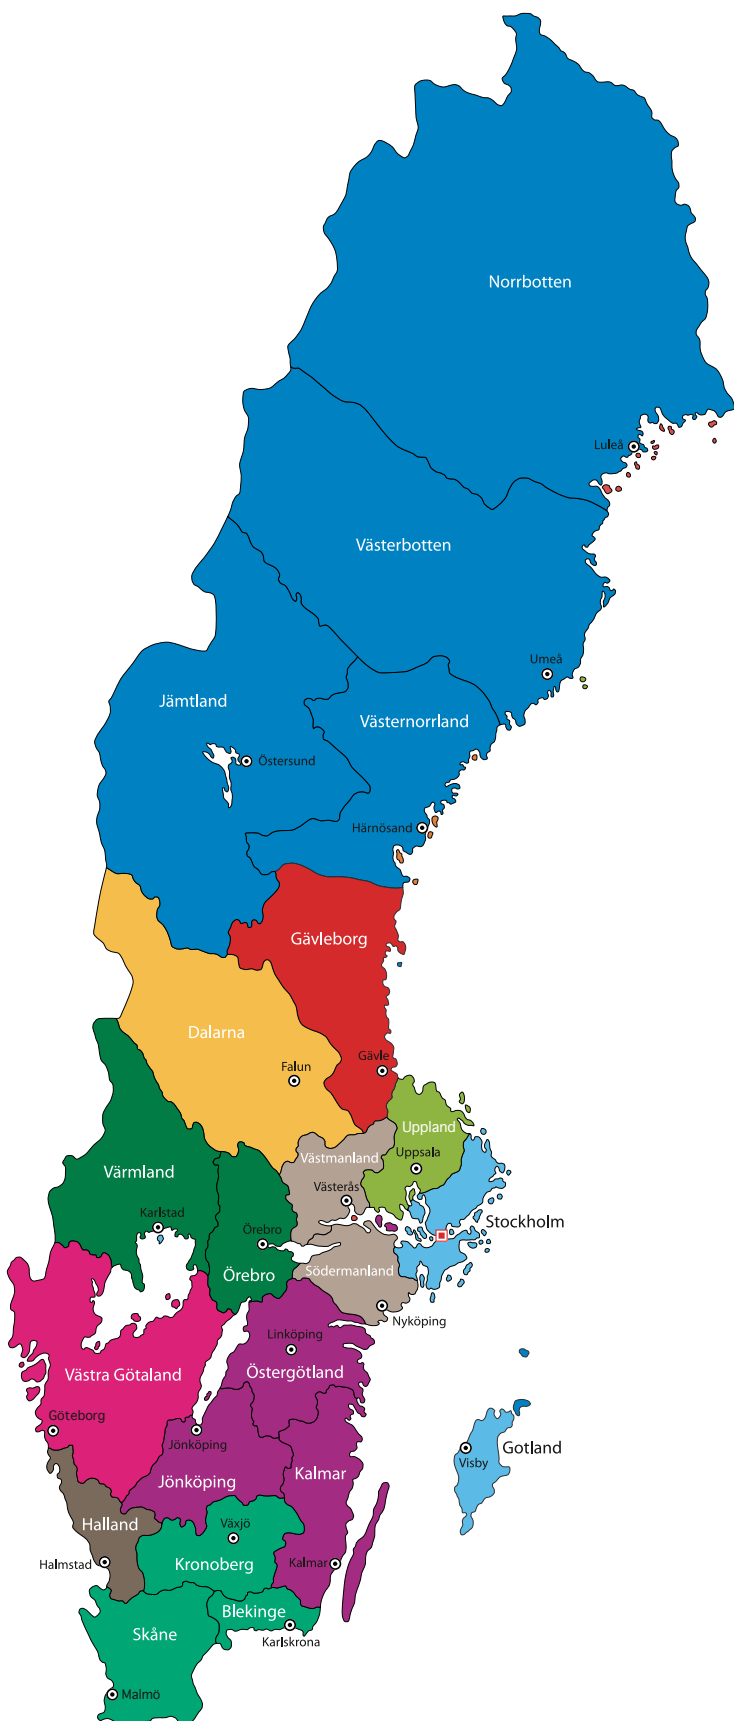 Norrbotten
Luleå
Västerbotten
Umeå
Jämtland
Västernorrland
Östersund
Härnösand
Gävleborg
Dalarna
Gävle
Falun
Uppland
Västmanland
Uppsala
Värmland
Västerås
Karlstad
Stockholm
Örebro
Södermanland
Örebro
Nyköping
Linköping
Västra Götaland
Östergötland
Göteborg
Jönköping
Gotland
Visby
Kalmar
Jönköping
Halland
Växjö
Halmstad
Kronoberg
Kalmar
Blekinge
Skåne
Karlskrona
Malmö